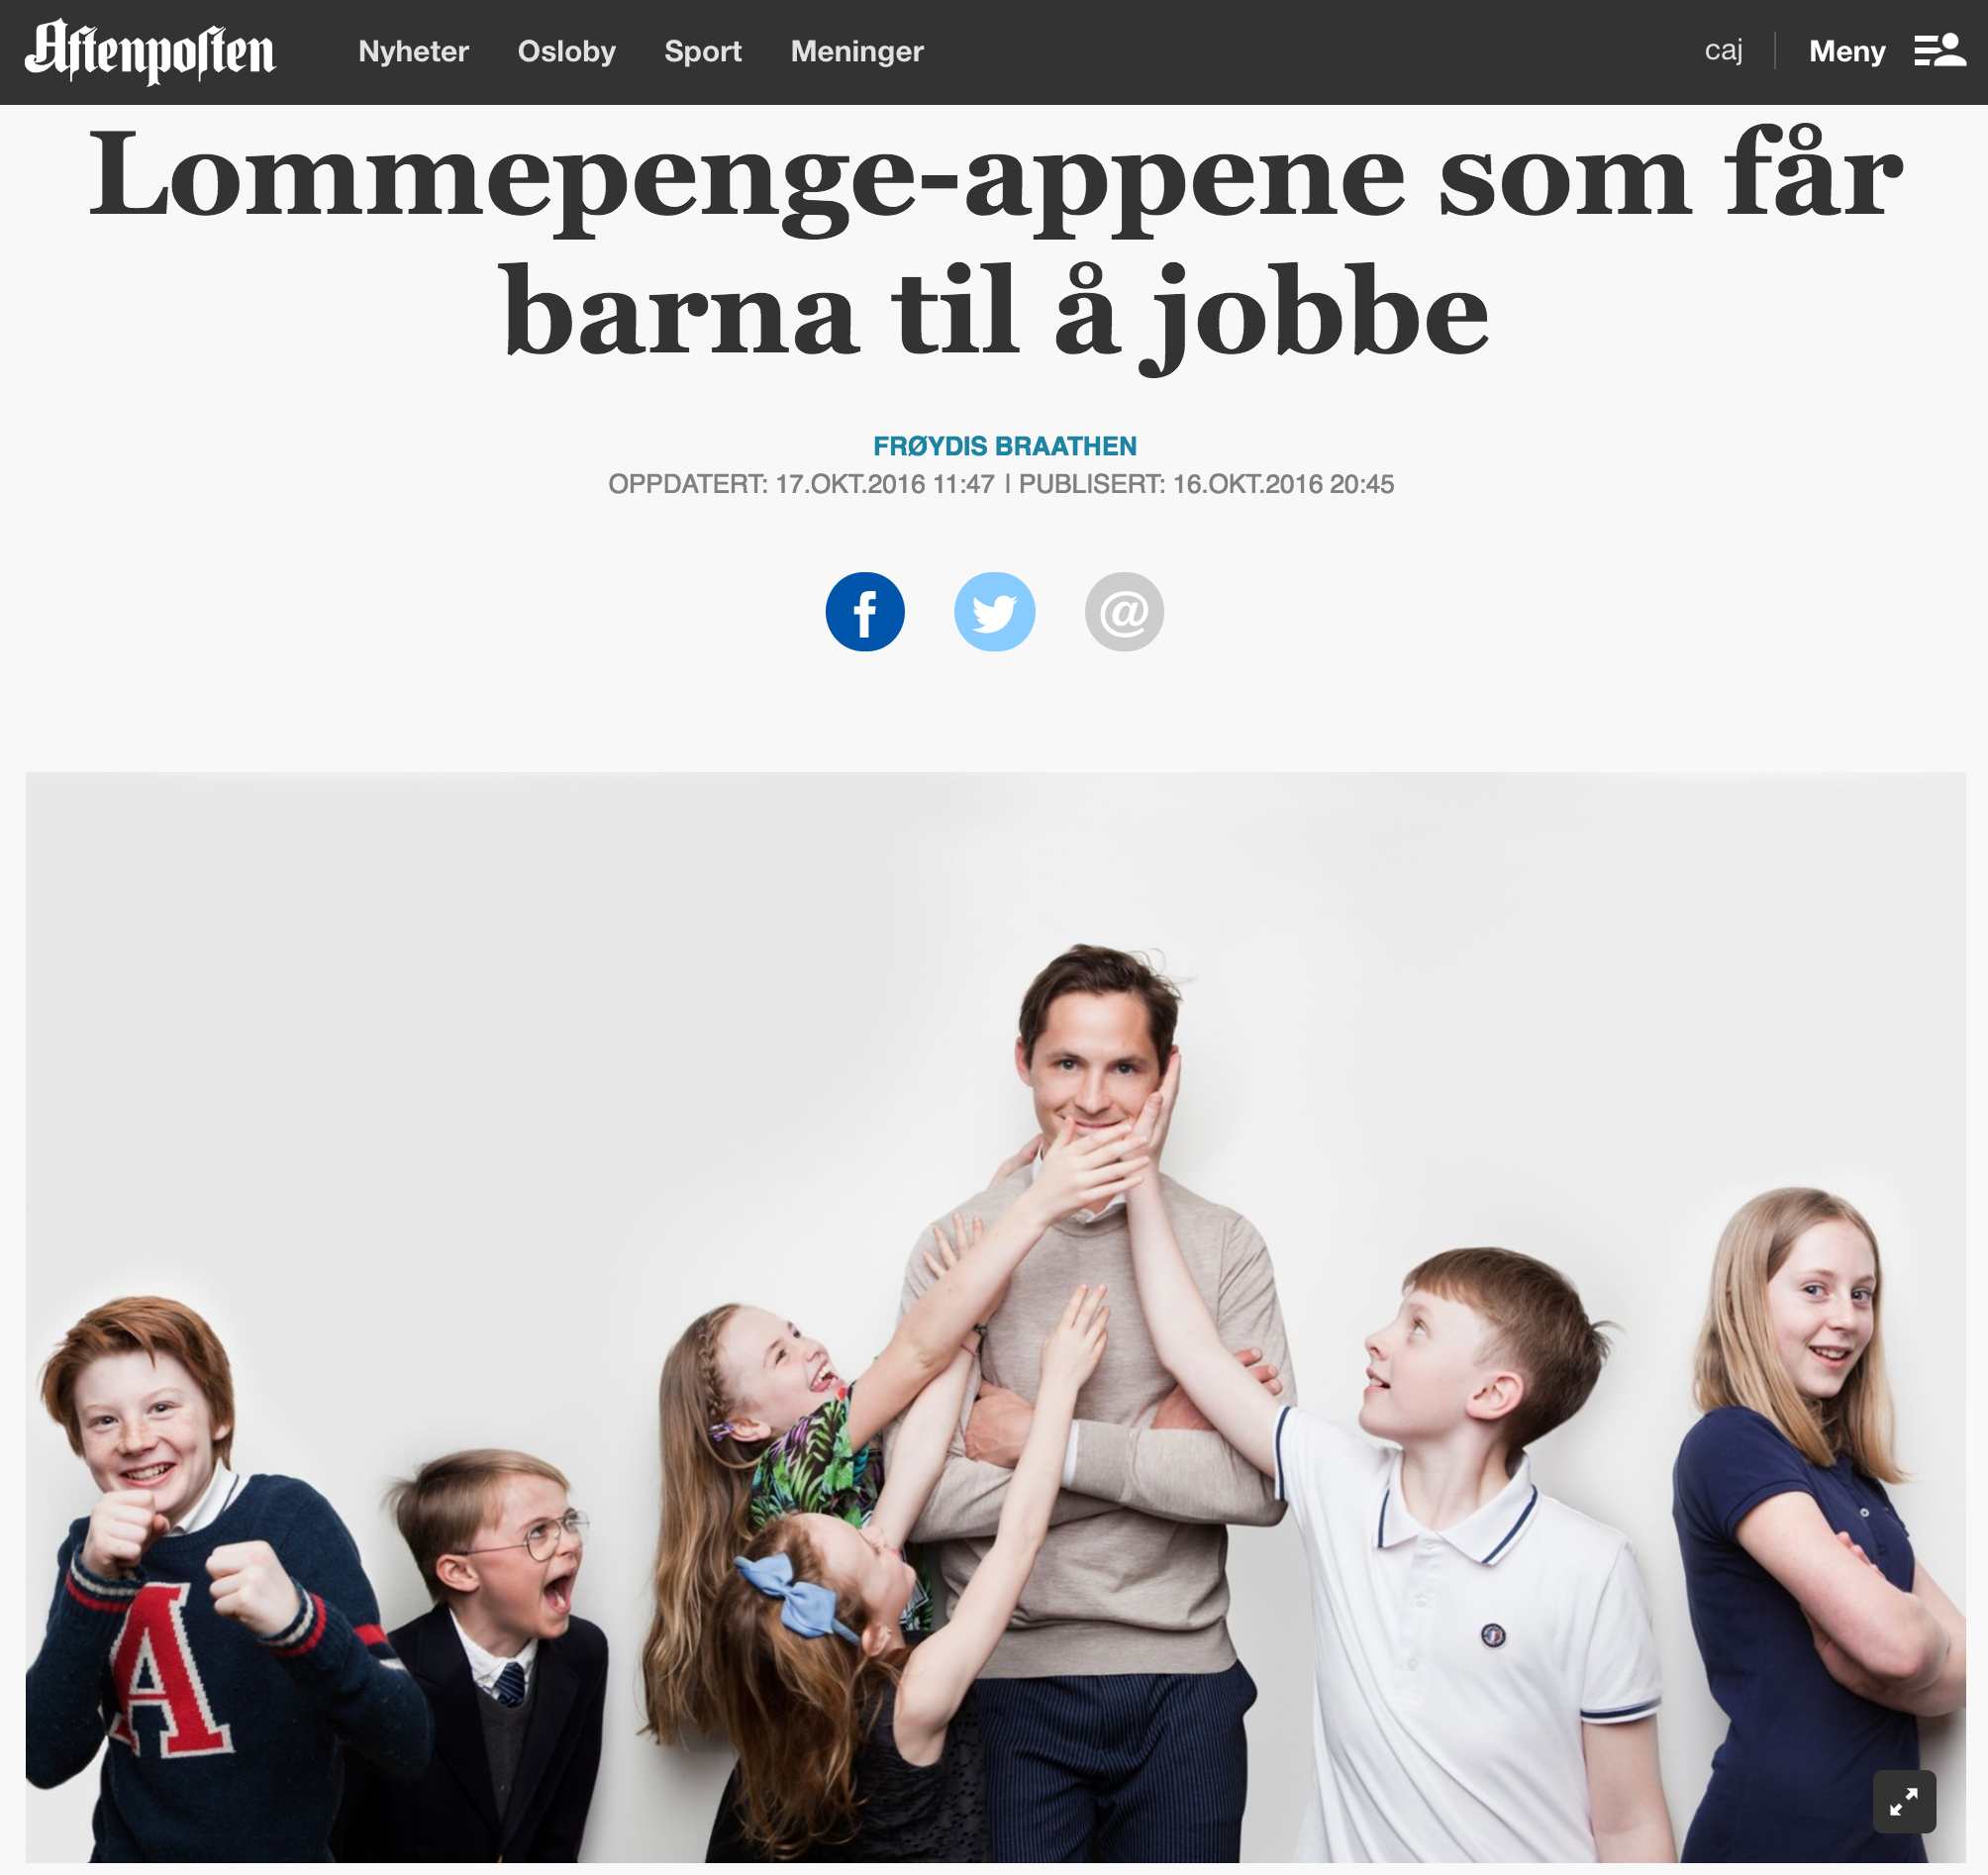 Aftenposten
Nyheter Osloby Sport Meninger
caj
Meny
Lommepenge-appene som får
barna til å jobbe
FRØYDIS BRAATHEN
OPPDATERT: 17.OKT.2016 11:47 | PUBLISERT: 16.OKT.2016 20:45
f
@
A